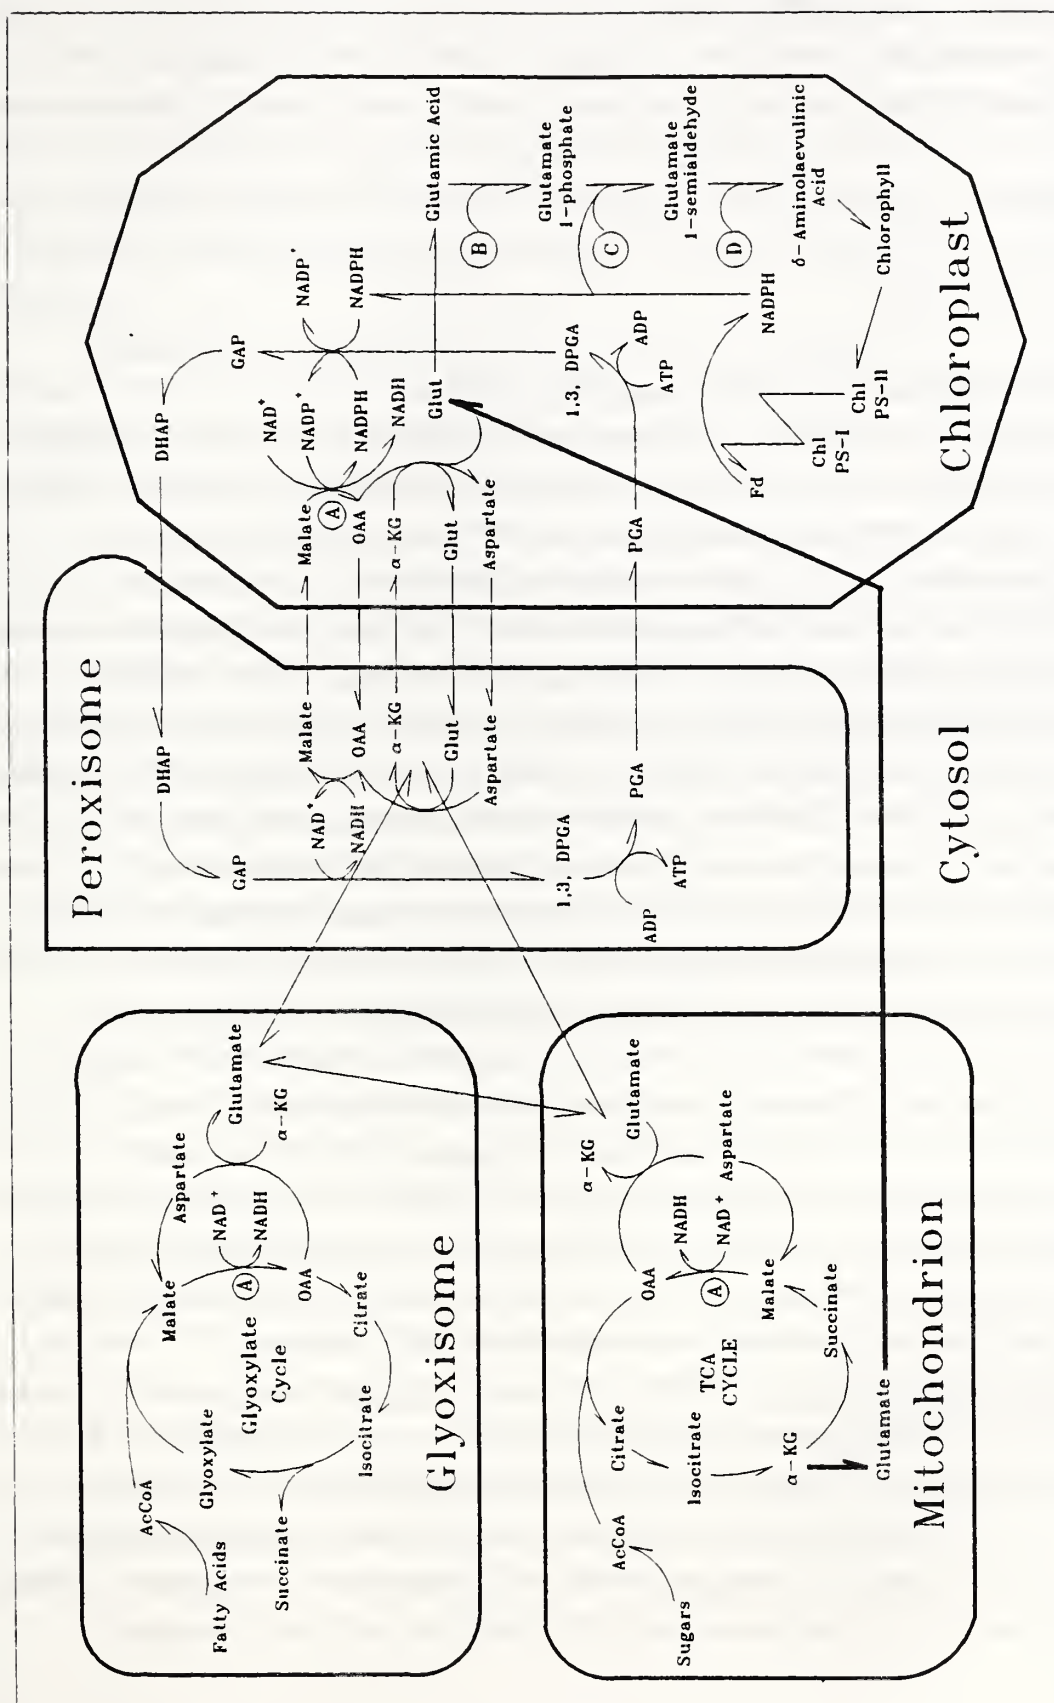 Peroxisome
DHAP
DHAP
GAP
GAP
NAD⁺
NADH
Malate
Malate
OAA
OAA
α-KG
α-KG
Glut
Glut
Aspartate
Aspartate
1,3, DPGA
PGA
PGA
ADP
ATP
Cytosol
Chloroplast
NAD⁺
NADP⁺
NADPH
NADH
A
NADP⁺
NADPH
Glut
Glutamic Acid
B
Glutamate
1-phosphate
C
Glutamate
1-semialdehyde
D
δ-Aminolaevulinic
Acid
Chlorophyll
1,3, DPGA
ADP
ATP
NADPH
Fd
Chl
PS-I
Chl
PS-II
Glyoxisome
Fatty Acids
AcCoA
Malate
Aspartate
Glutamate
α-KG
NAD⁺
NADH
A
OAA
Glyoxylate
Cycle
Glyoxylate
Succinate
Isocitrate
Citrate
Mitochondrion
Sugars
AcCoA
Citrate
Isocitrate
α-KG
Glutamate
Succinate
TCA
CYCLE
Malate
A
NADH
NAD⁺
OAA
α-KG
Glutamate
Aspartate